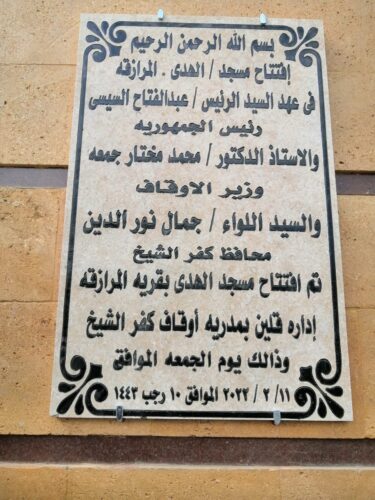 بسم الله الرحمن الرحيم
إفتتاح مسجد / الهدى . المرازقه
فى عهد السيد الرئيس / عبدالفتاح السيسى
رئيس الجمهوريه
والاستاذ الدكتور / محمد مختار جمعه
وزير الاوقاف
والسيد اللواء / جمال نور الدين
محافظ كفر الشيخ
تم افتتاح مسجد الهدى بقريه المرازقه
إداره قلين بمدريه أوقاف كفر الشيخ
وذالك يوم الجمعه الموافق
١١ / ٢ / ٢٠٢٢ الموافق ١٠ رجب ١٤٤٣